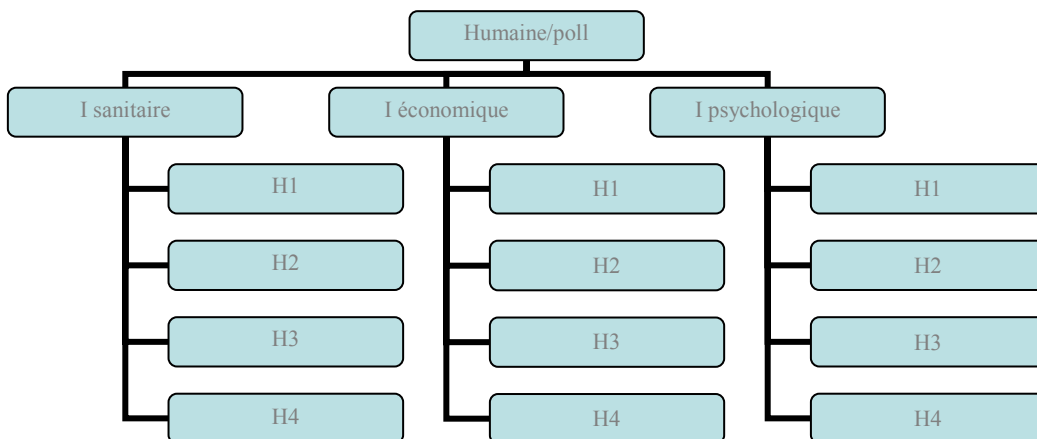 Humaine/poll
I sanitaire
I économique
I psychologique
H1
H1
H1
H2
H2
H2
H3
H3
H3
H4
H4
H4